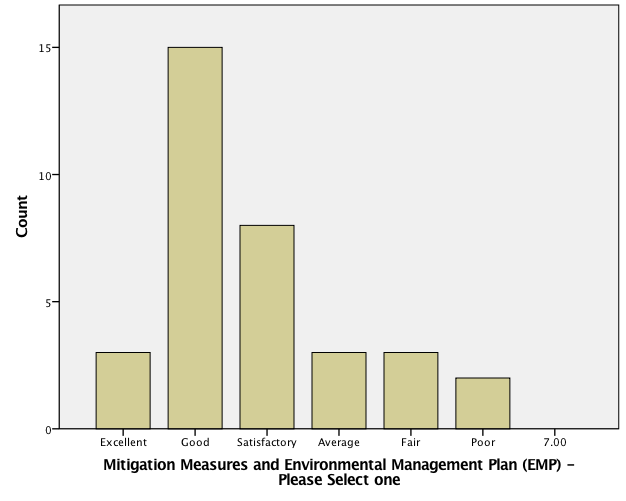 Count
15
10
5
0
Excellent Good Satisfactory Average Fair Poor 7.00
Mitigation Measures and Environmental Management Plan (EMP) –
Please Select one